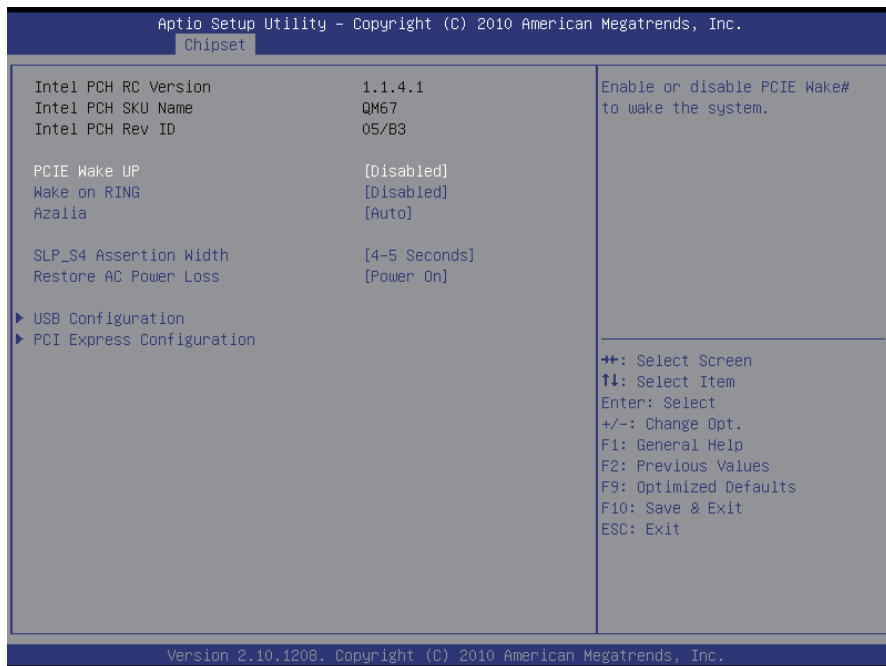 Aptio Setup Utility – Copyright (C) 2010 American Megatrends, Inc.
Chipset
Intel PCH RC Version 1.1.4.1
Intel PCH SKU Name QM67
Intel PCH Rev ID 05/B3
PCIE Wake UP [Disabled]
Wake on RING [Disabled]
Azalia [Auto]
SLP_S4 Assertion Width [4-5 Seconds]
Restore AC Power Loss [Power On]
▶ USB Configuration
▶ PCI Express Configuration
Enable or disable PCIE Wake#
to wake the system.
→←: Select Screen
↑↓: Select Item
Enter: Select
+/-: Change Opt.
F1: General Help
F2: Previous Values
F9: Optimized Defaults
F10: Save & Exit
ESC: Exit
Version 2.10.1208. Copyright (C) 2010 American Megatrends, Inc.